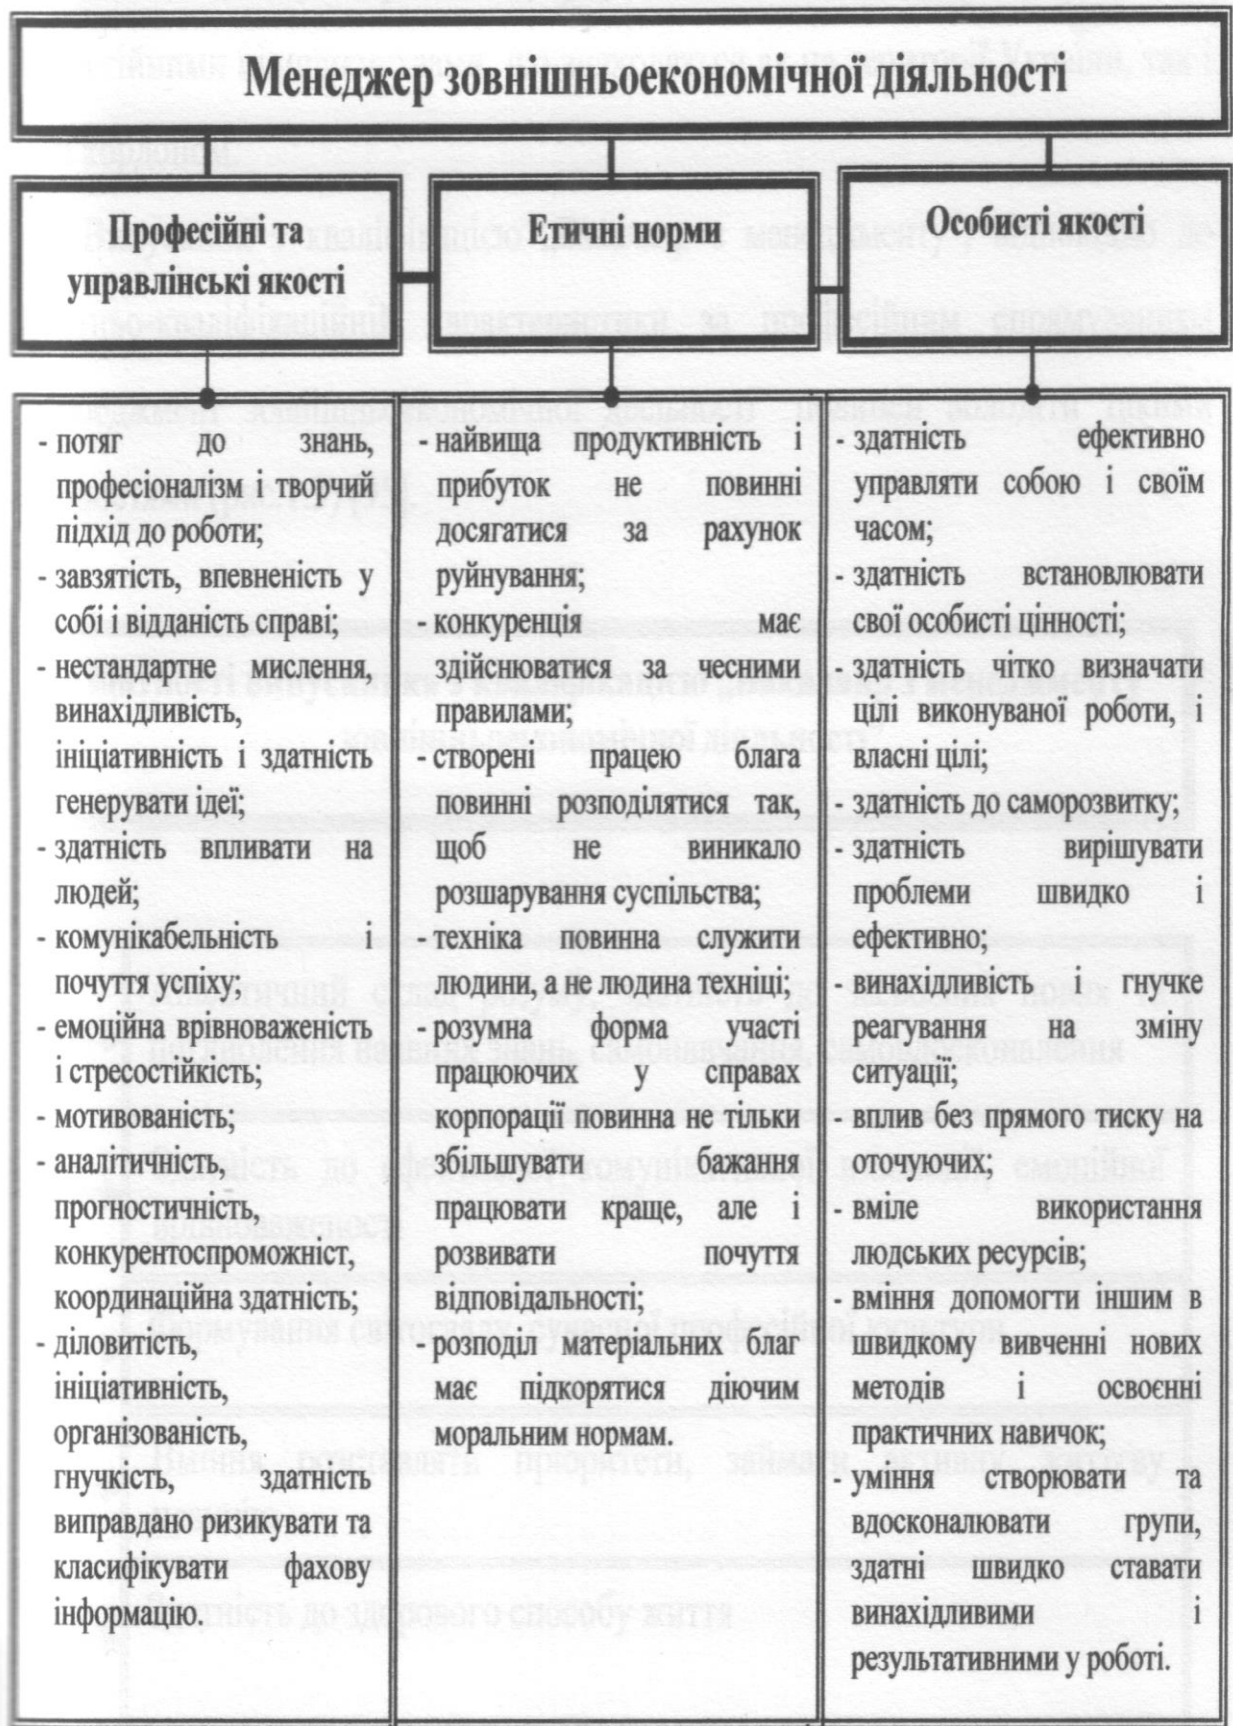 Менеджер зовнішньоекономічної діяльності
Професійні та
управлінські якості
Етичні норми
Особисті якості
- потяг до знань,
професіоналізм і творчий
підхід до роботи;
- завзятість, впевненість у
собі і відданість справі;
- нестандартне мислення,
винахідливість,
ініціативність і здатність
генерувати ідеї;
- здатність впливати на
людей;
- комунікабельність і
почуття успіху;
- емоційна врівноваженість
і стресостійкість;
- мотивованість;
- аналітичність,
прогностичність,
конкурентоспроможніст,
координаційна здатність;
- діловитість,
ініціативність,
організованість,
гнучкість, здатність
виправдано ризикувати та
класифікувати фахову
інформацію.
- найвища продуктивність і
прибуток не повинні
досягатися за рахунок
руйнування;
- конкуренція має
здійснюватися за чесними
правилами;
- створені працею блага
повинні розподілятися так,
щоб не виникало
розшарування суспільства;
- техніка повинна служити
людини, а не людина техніці;
- розумна форма участі
працюючих у справах
корпорації повинна не тільки
збільшувати бажання
працювати краще, але і
розвивати почуття
відповідальності;
- розподіл матеріальних благ
має підкорятися діючим
моральним нормам.
- здатність ефективно
управляти собою і своїм
часом;
- здатність встановлювати
свої особисті цінності;
- здатність чітко визначати
цілі виконуваної роботи, і
власні цілі;
- здатність до саморозвитку;
- здатність вирішувати
проблеми швидко і
ефективно;
- винахідливість і гнучке
реагування на зміну
ситуації;
- вплив без прямого тиску на
оточуючих;
- вміле використання
людських ресурсів;
- вміння допомогти іншим в
швидкому вивченні нових
методів і освоєнні
практичних навичок;
- уміння створювати та
вдосконалювати групи,
здатні швидко ставати
винахідливими і
результативними у роботі.